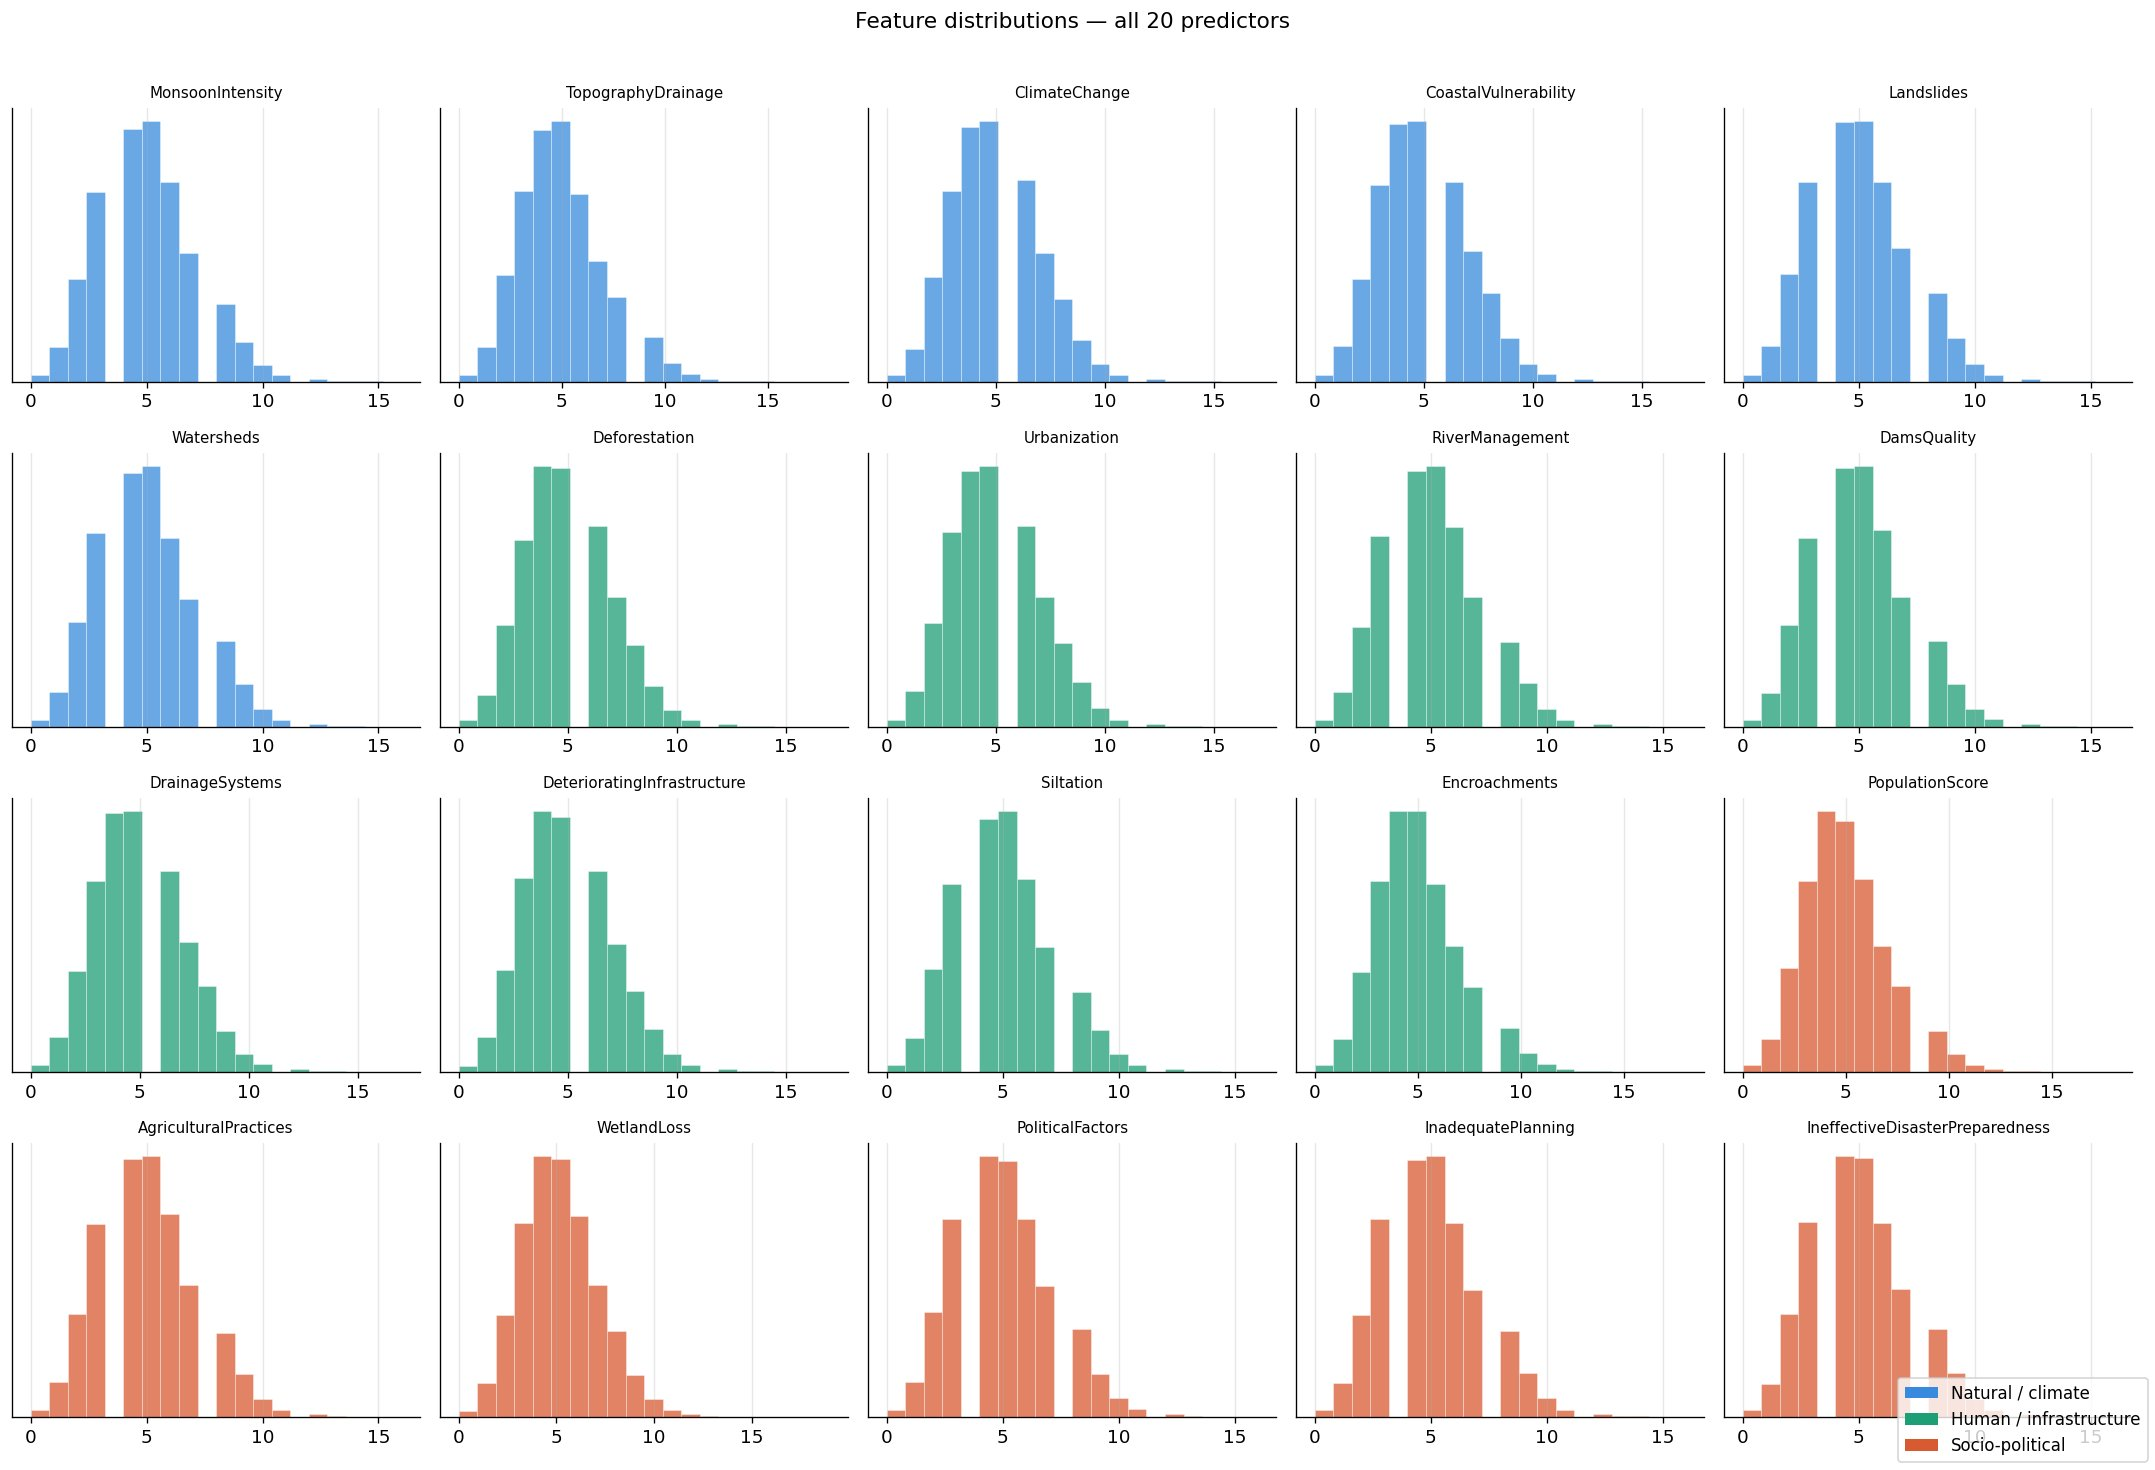 Feature distributions — all 20 predictors
MonsoonIntensity
TopographyDrainage
ClimateChange
CoastalVulnerability
Landslides
0 5 10 15
0 5 10 15
0 5 10 15
0 5 10 15
0 5 10 15
Watersheds
Deforestation
Urbanization
RiverManagement
DamsQuality
0 5 10 15
0 5 10 15
0 5 10 15
0 5 10 15
0 5 10 15
DrainageSystems
DeterioratingInfrastructure
Siltation
Encroachments
PopulationScore
0 5 10 15
0 5 10 15
0 5 10 15
0 5 10 15
0 5 10 15
AgriculturalPractices
WetlandLoss
PoliticalFactors
InadequatePlanning
IneffectiveDisasterPreparedness
0 5 10 15
0 5 10 15
0 5 10 15
0 5 10 15
0 5 10 15
Natural / climate
Human / infrastructure
Socio-political